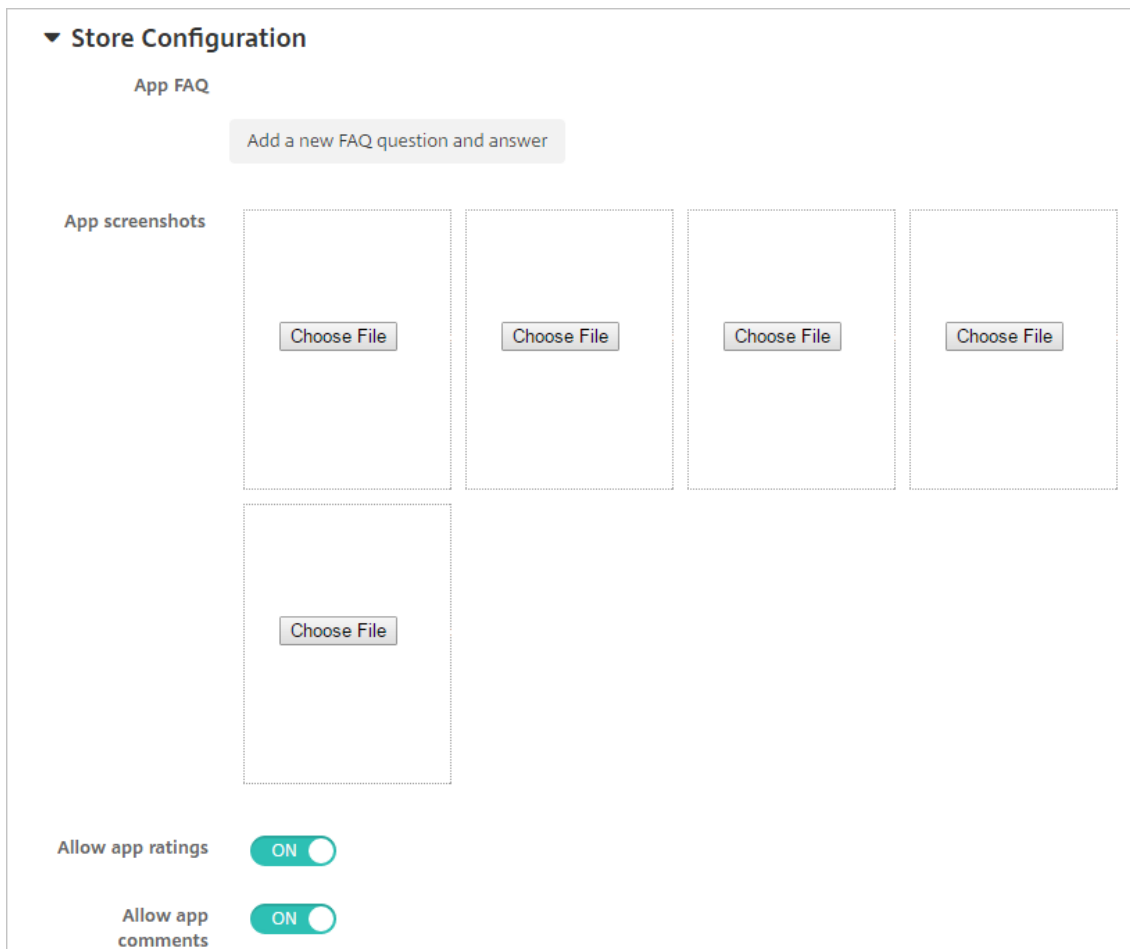 Store Configuration
App FAQ
Add a new FAQ question and answer
App screenshots
Choose File
Choose File
Choose File
Choose File
Choose File
Allow app ratings
ON
Allow app
comments
ON